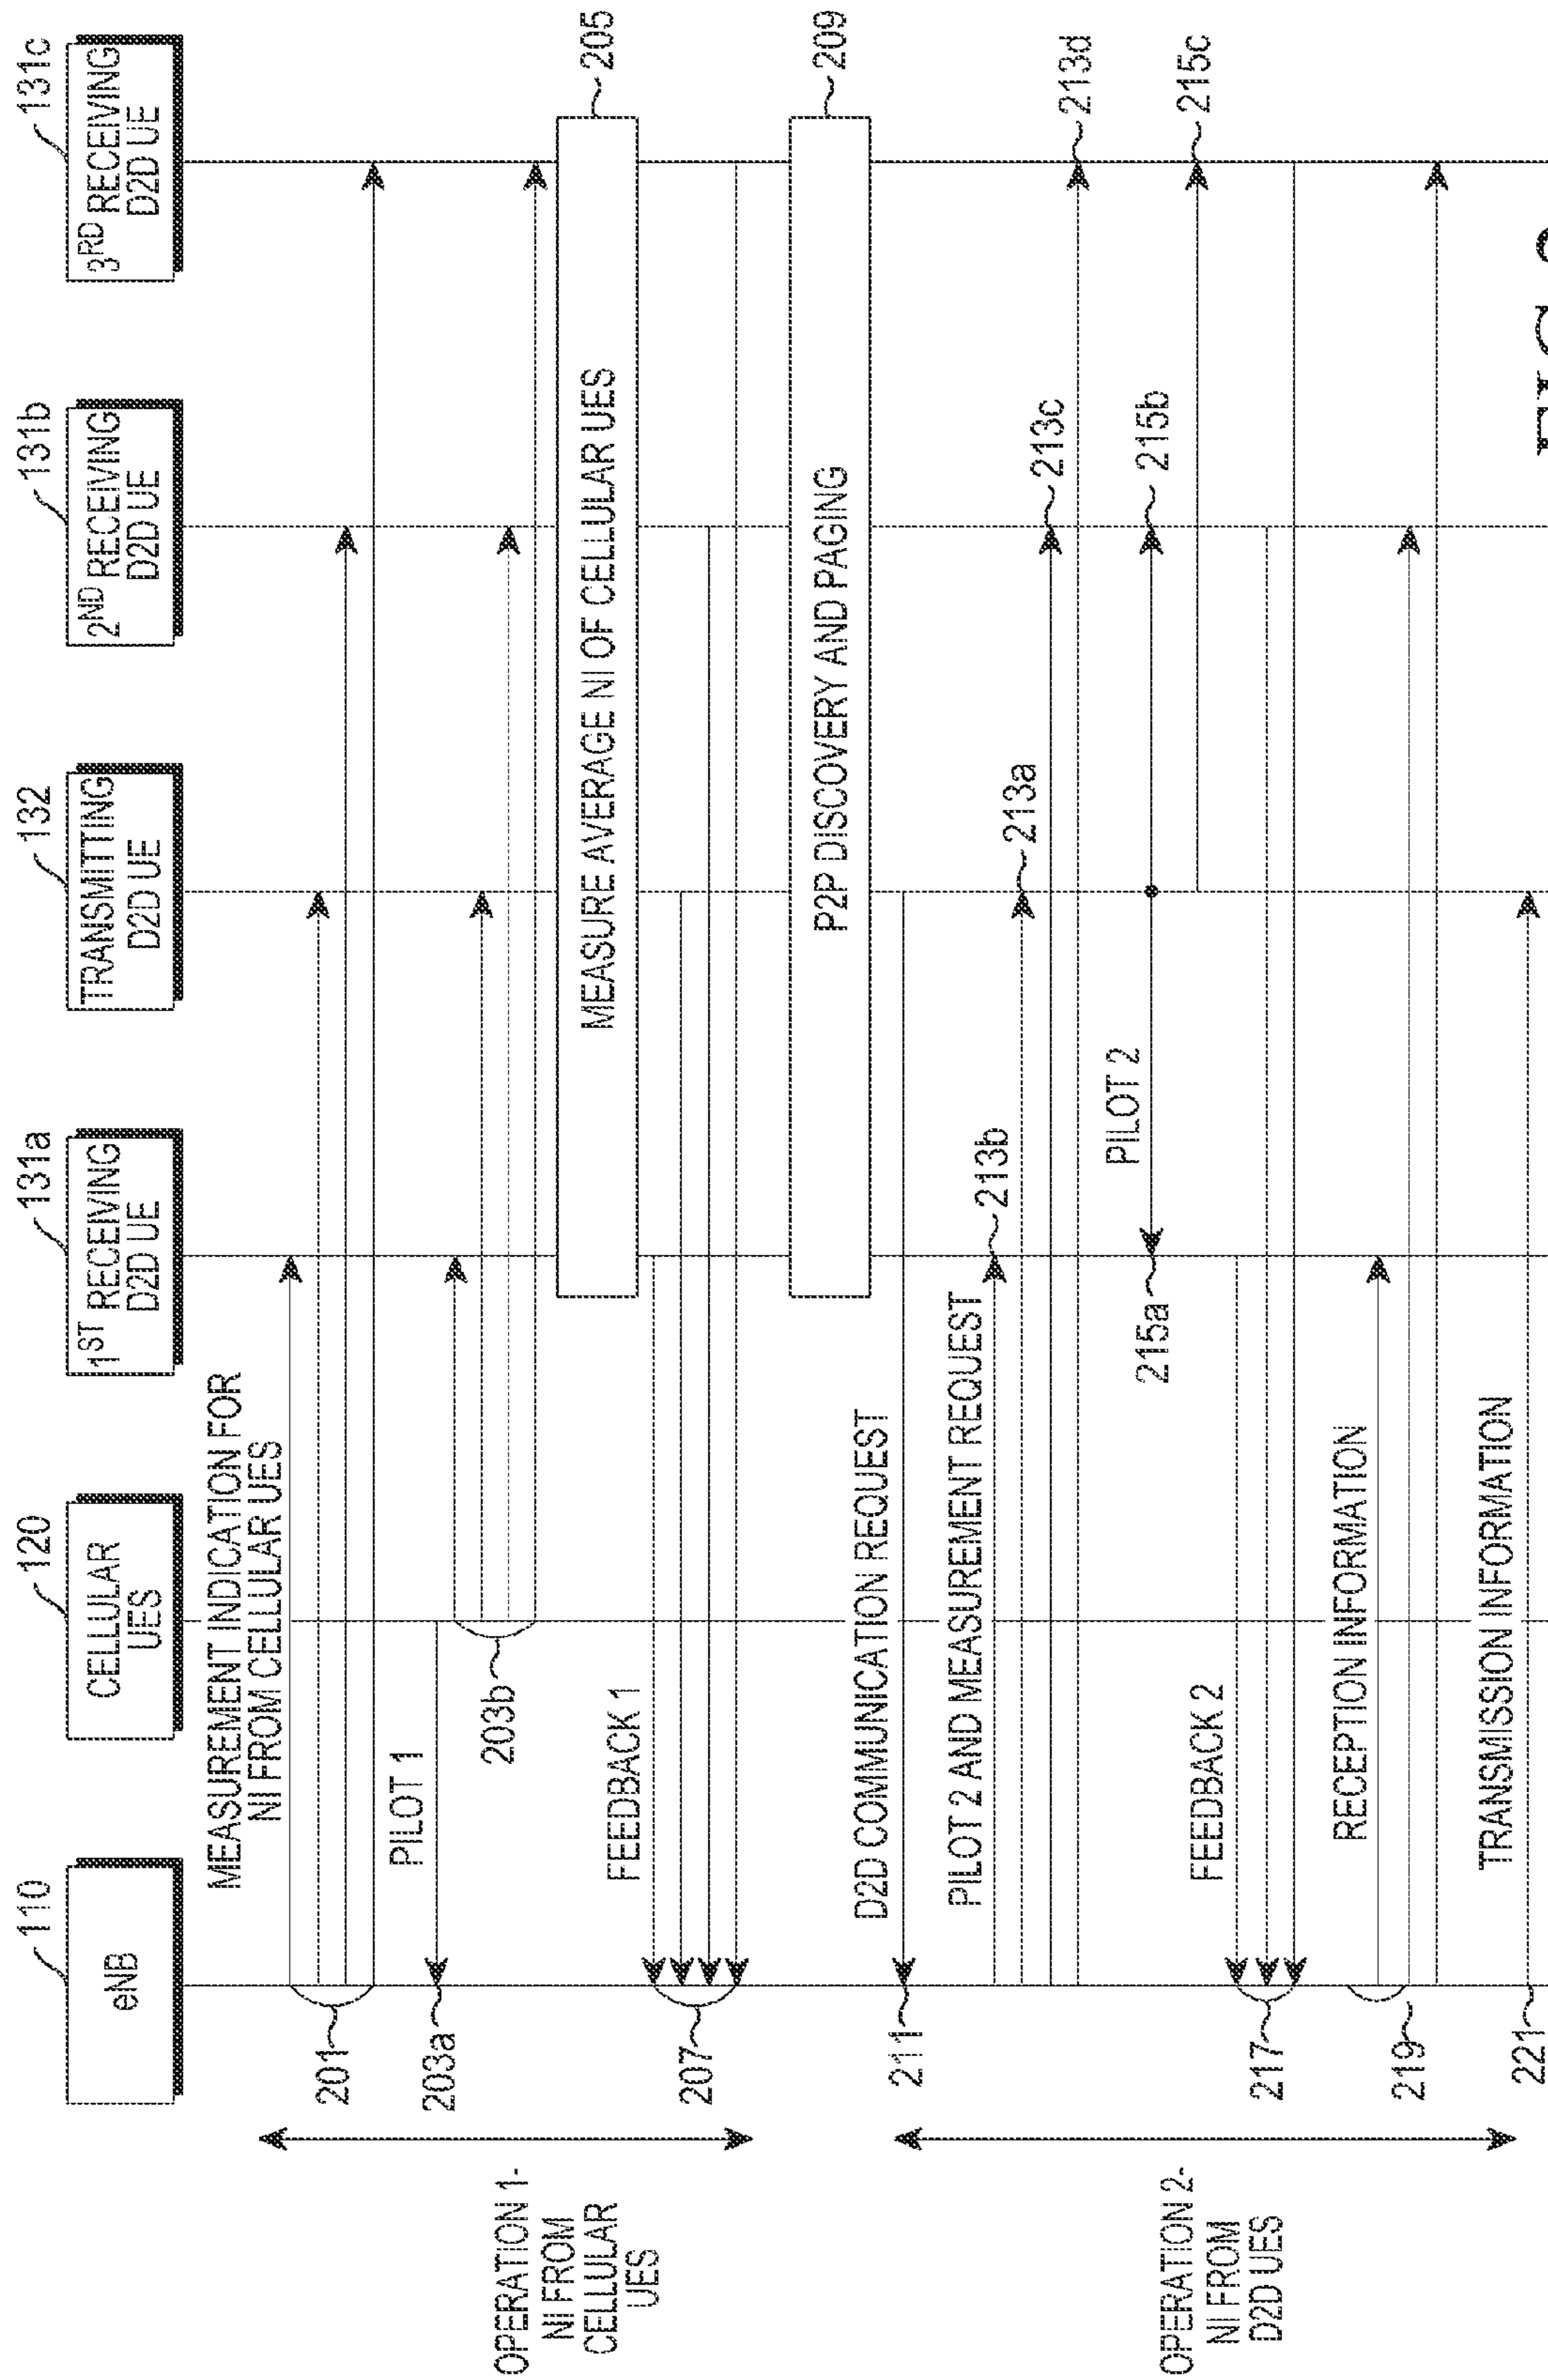 110
120
131a
132
131b
131c
eNB
CELLULAR
UES
1ST RECEIVING
D2D UE
TRANSMITTING
D2D UE
2ND RECEIVING
D2D UE
3RD RECEIVING
D2D UE
OPERATION 1-
NI FROM
CELLULAR
UES
MEASUREMENT INDICATION FOR
NI FROM CELLULAR UES
201
PILOT 1
203a
203b
MEASURE AVERAGE NI OF CELLULAR UES
205
FEEDBACK 1
207
P2P DISCOVERY AND PAGING
209
OPERATION 2-
NI FROM
D2D UES
D2D COMMUNICATION REQUEST
211
PILOT 2 AND MEASUREMENT REQUEST
213b
213a
213c
213d
PILOT 2
215a
215b
215c
FEEDBACK 2
217
RECEPTION INFORMATION
219
TRANSMISSION INFORMATION
221